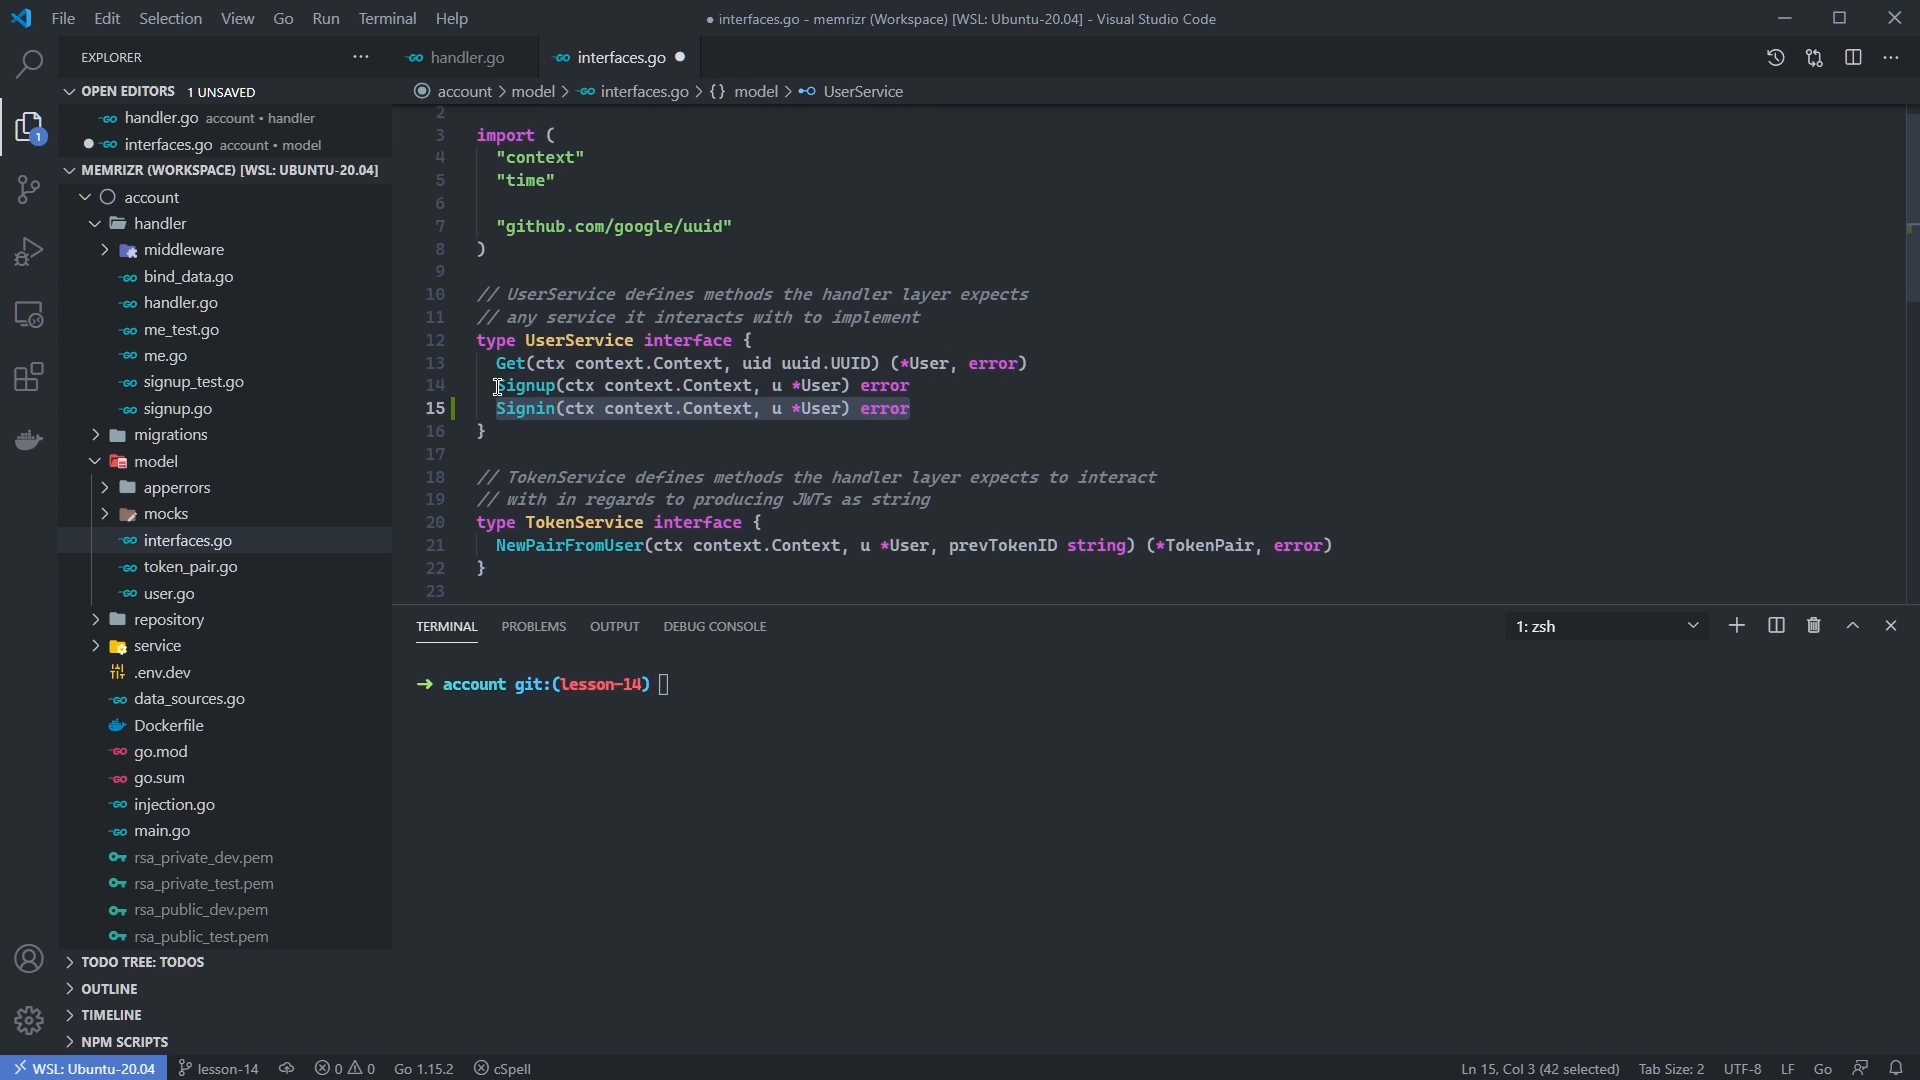 File Edit Selection View Go Run Terminal Help
● interfaces.go - memrizr (Workspace) [WSL: Ubuntu-20.04] - Visual Studio Code
EXPLORER
OPEN EDITORS 1 UNSAVED
handler.go account • handler
interfaces.go account • model
MEMRIZR (WORKSPACE) [WSL: UBUNTU-20.04]
account
handler
middleware
bind_data.go
handler.go
me_test.go
me.go
signup_test.go
signup.go
migrations
model
apperrors
mocks
interfaces.go
token_pair.go
user.go
repository
service
.env.dev
data_sources.go
Dockerfile
go.mod
go.sum
injection.go
main.go
rsa_private_dev.pem
rsa_private_test.pem
rsa_public_dev.pem
rsa_public_test.pem
TODO TREE: TODOS
OUTLINE
TIMELINE
NPM SCRIPTS
1
handler.go interfaces.go
account > model > interfaces.go > {} model > UserService
2
3 import (
4 "context"
5 "time"
6
7 "github.com/google/uuid"
8 )
9
10 // UserService defines methods the handler layer expects
11 // any service it interacts with to implement
12 type UserService interface {
13 Get(ctx context.Context, uid uuid.UUID) (*User, error)
14 Signup(ctx context.Context, u *User) error
15 Signin(ctx context.Context, u *User) error
16 }
17
18 // TokenService defines methods the handler layer expects to interact
19 // with in regards to producing JWTs as string
20 type TokenService interface {
21 NewPairFromUser(ctx context.Context, u *User, prevTokenID string) (*TokenPair, error)
22 }
23
TERMINAL PROBLEMS OUTPUT DEBUG CONSOLE
1: zsh
→ account git:(lesson-14)
WSL: Ubuntu-20.04 lesson-14 0 0 Go 1.15.2 cSpell
Ln 15, Col 3 (42 selected) Tab Size: 2 UTF-8 LF Go